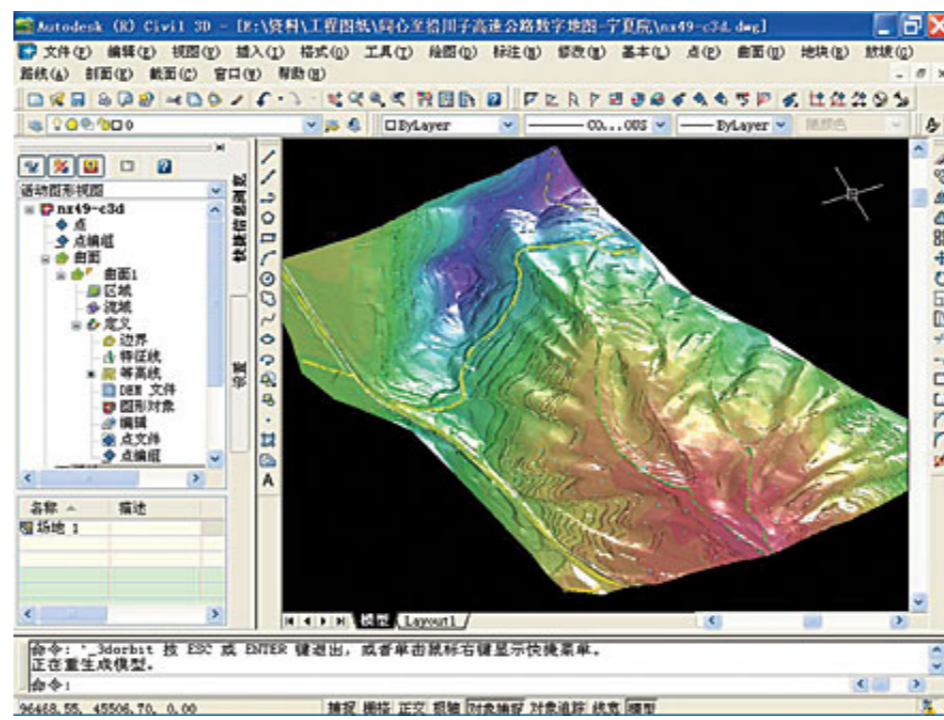 Autodesk (R) Civil 3D - [E:\资料\工程图纸\同心至沿川子高速公路数字地图-宁夏院\nx49-c3d.dwg]
文件(F) 编辑(E) 视图(V) 插入(I) 格式(O) 工具(T) 绘图(D) 标注(N) 修改(M) 基本(L) 点(P) 曲面(U) 地块(R) 放坡(G)
路线(A) 剖面(R) 截面(C) 窗口(W) 帮助(H)
0 ByLayer ByLayer 随颜色
活动图形视图
nx49-c3d
点
点编组
曲面
曲面1
区域
流域
定义
边界
特征线
等高线
DEM 文件
图形对象
编辑
点文件
点编组
快捷信息浏览
设置
名称 描述
场地 1
模型 Layout1
命令: '_3dorbit 按 ESC 或 ENTER 键退出, 或者单击鼠标右键显示快捷菜单。
正在重生成模型。
命令:
96468.55, 45506.70, 0.00 捕捉 栅格 正交 极轴 对象捕捉 对象追踪 线宽 模型